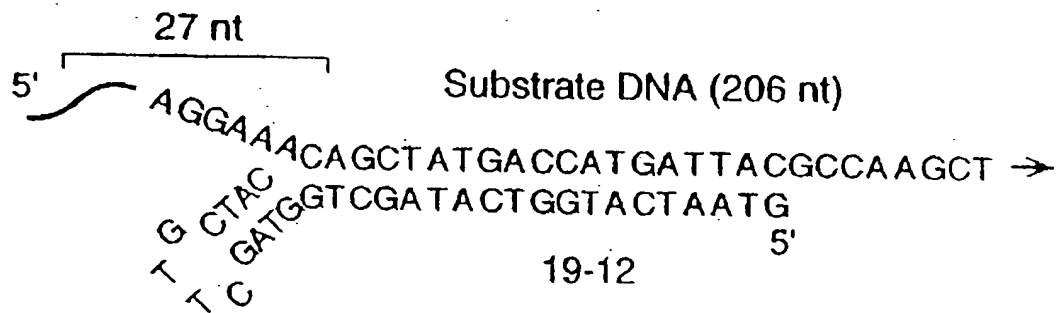 27 nt
5'
Substrate DNA (206 nt)
AGGAAACAGCTATGACCATGATTACGCCAAGCT →
CTAC
GATGGTCGATACTGGTACTAATG
G
T
T
C
5'
19-12